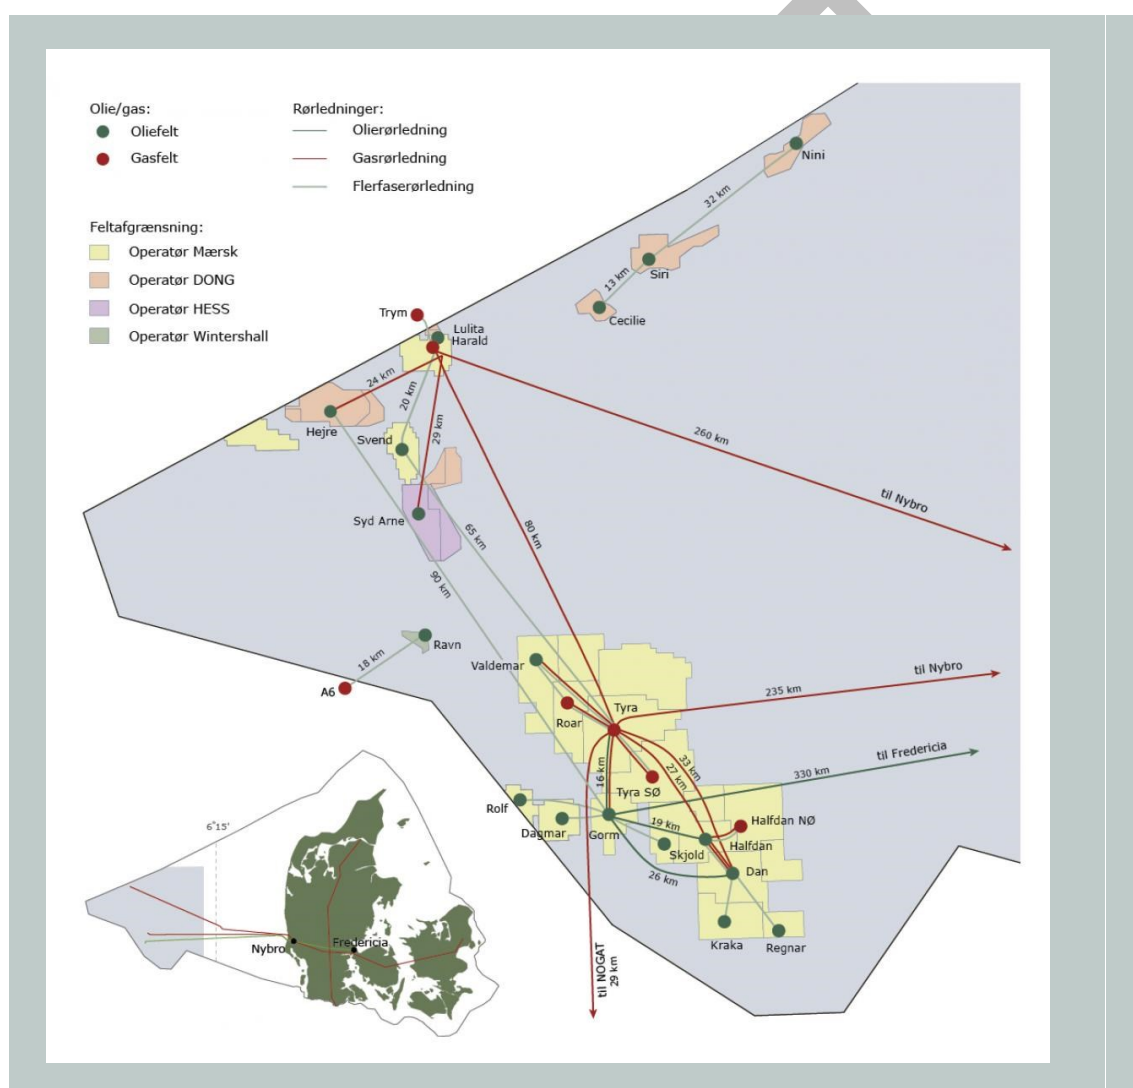 Olie/gas:
Oliefelt
Gasfelt
Rørledninger:
Olierørledning
Gasrørledning
Flerfaserørledning
Feltafgrænsning:
Operatør Mærsk
Operatør DONG
Operatør HESS
Operatør Wintershall
Nini
32 km
Siri
13 km
Cecilie
Trym
Lulita
Harald
24 km
20 km
29 km
Hejre
Svend
260 km
til Nybro
Syd Arne
65 km
80 km
90 km
Ravn
18 km
A6
Valdemar
til Nybro
235 km
Tyra
Roar
til Fredericia
330 km
33 km
27 km
16 km
Tyra SØ
Rolf
Dagmar
Gorm
19 km
Halfdan NØ
Halfdan
Skjold
26 km
Dan
Kraka
Regnar
til NOGAT
29 km
6°15'
Nybro
Fredericia